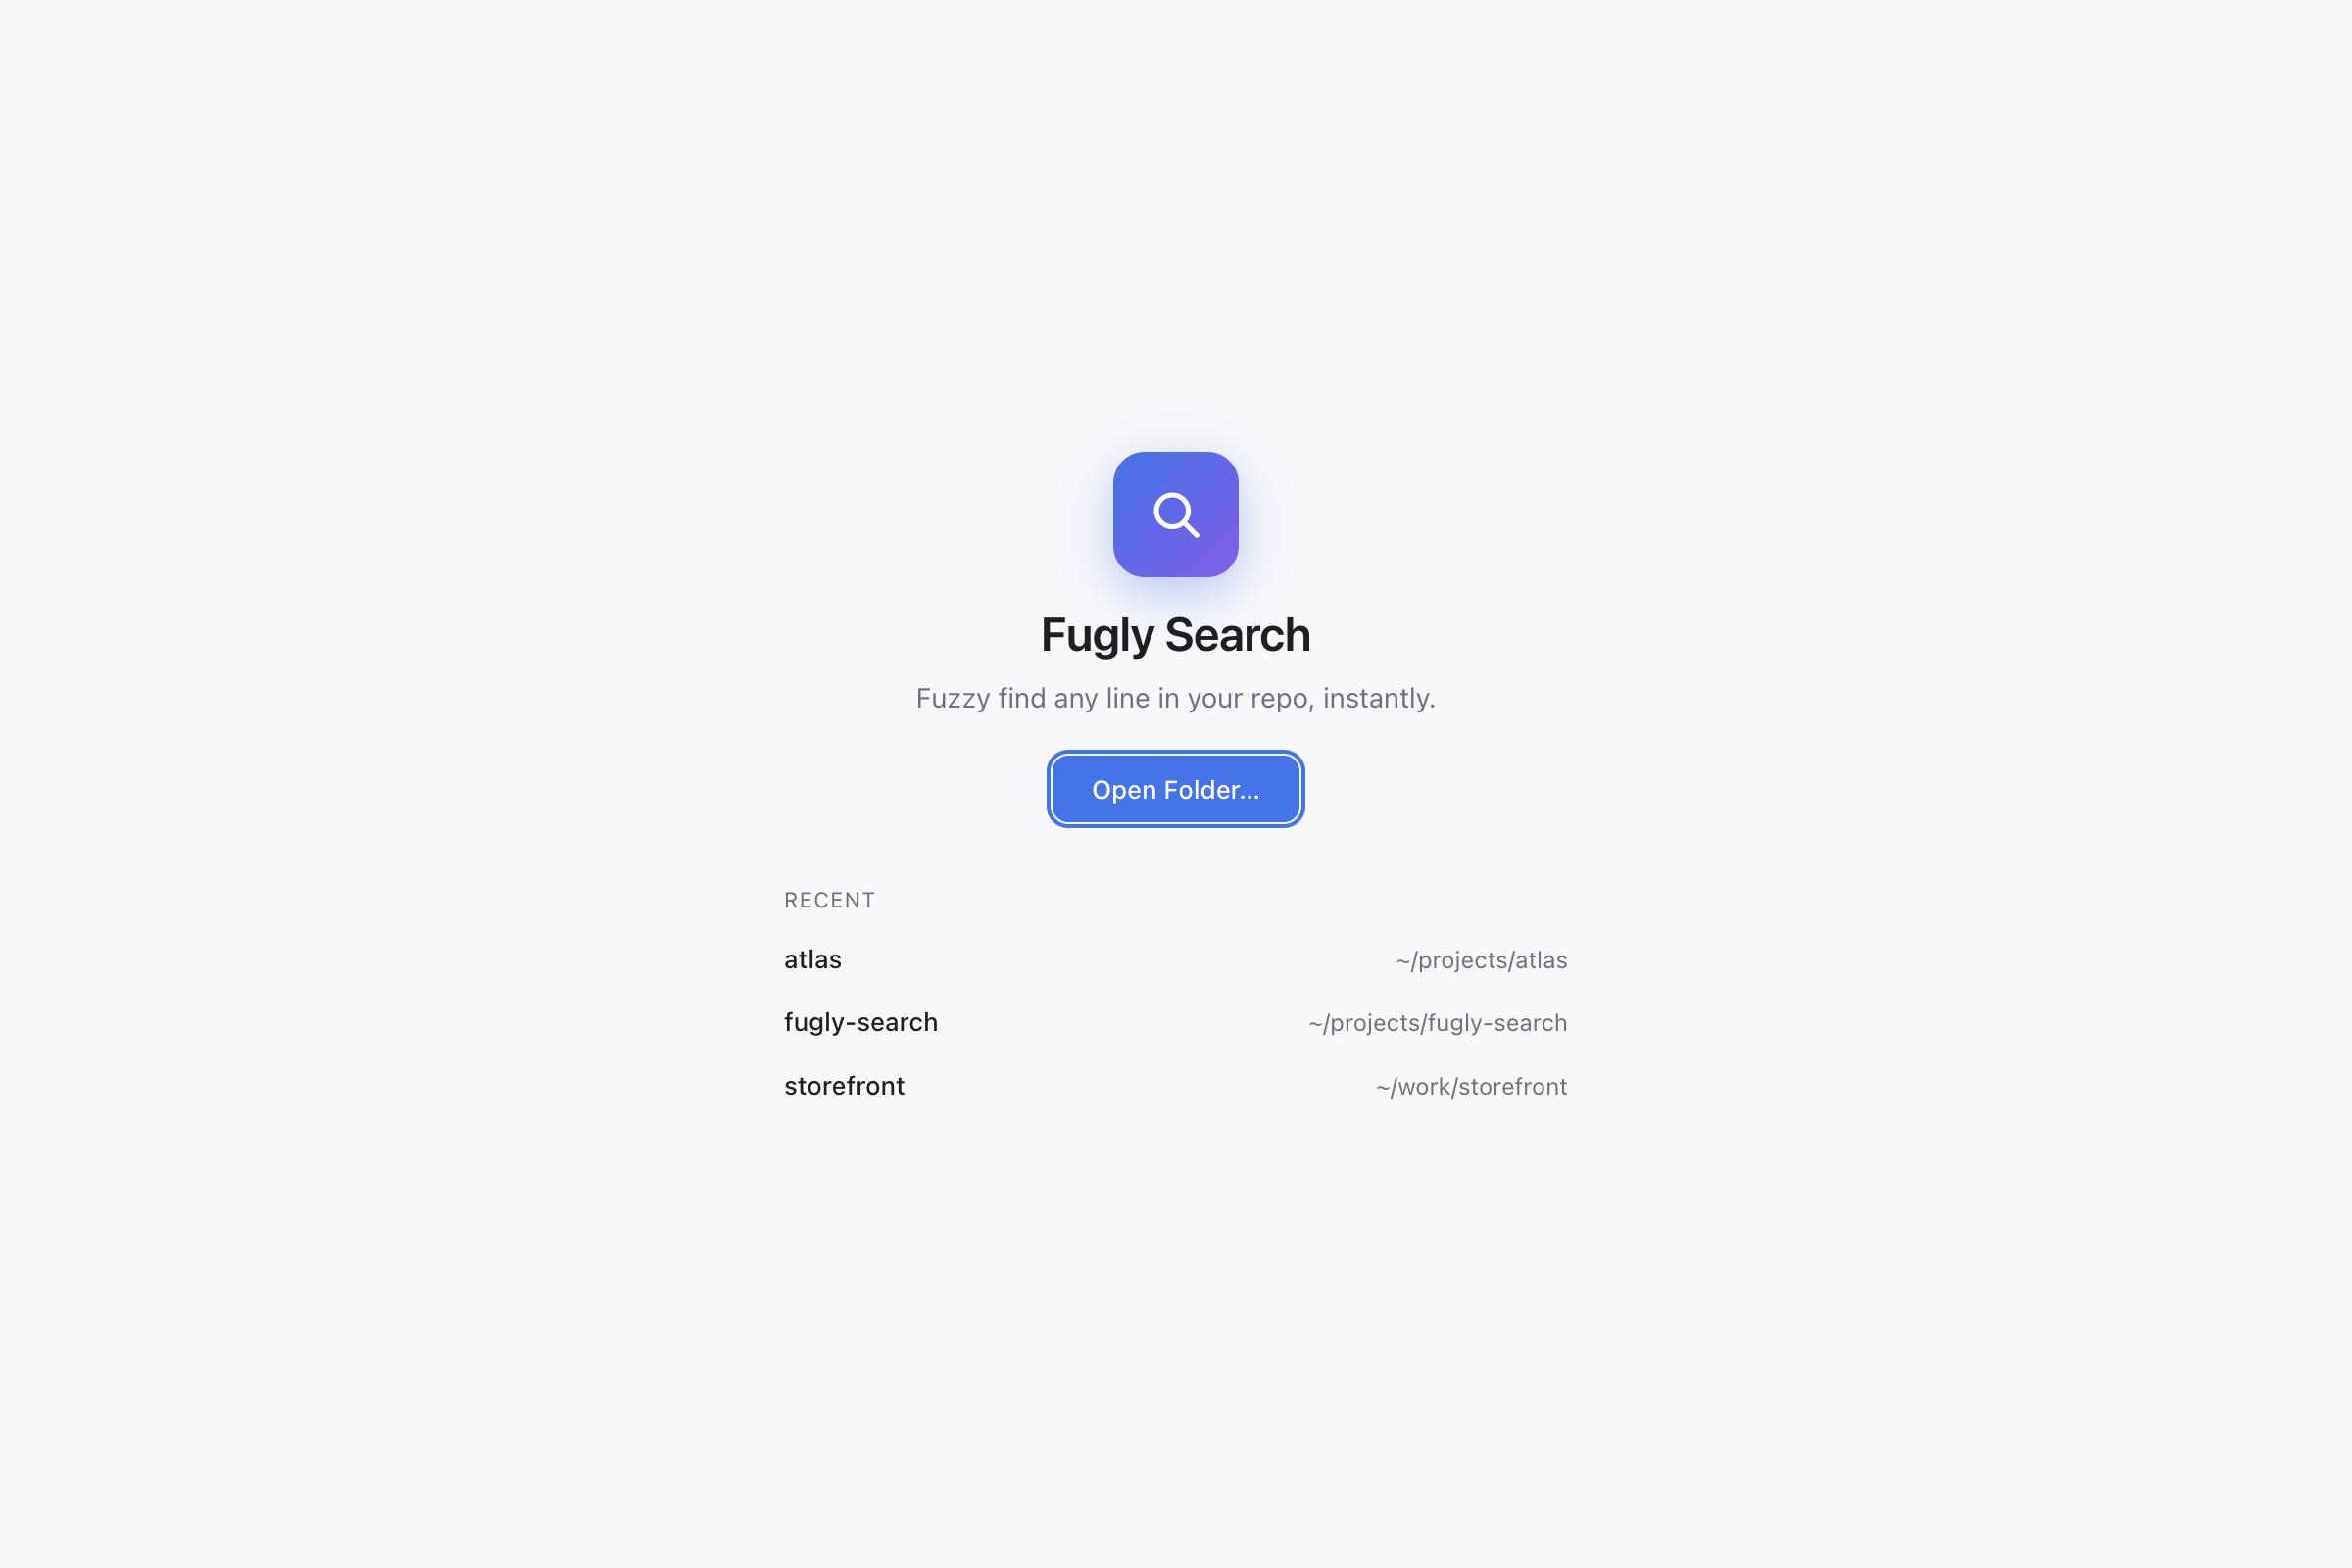 Fugly Search
Fuzzy find any line in your repo, instantly.
Open Folder...
RECENT
atlas ~/projects/atlas
fugly-search ~/projects/fugly-search
storefront ~/work/storefront